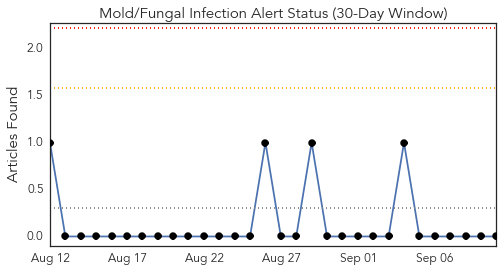 Mold/Fungal Infection Alert Status (30-Day Window)
Articles Found
2.0
1.5
1.0
0.5
0.0
Aug 12 Aug 17 Aug 22 Aug 27 Sep 01 Sep 06